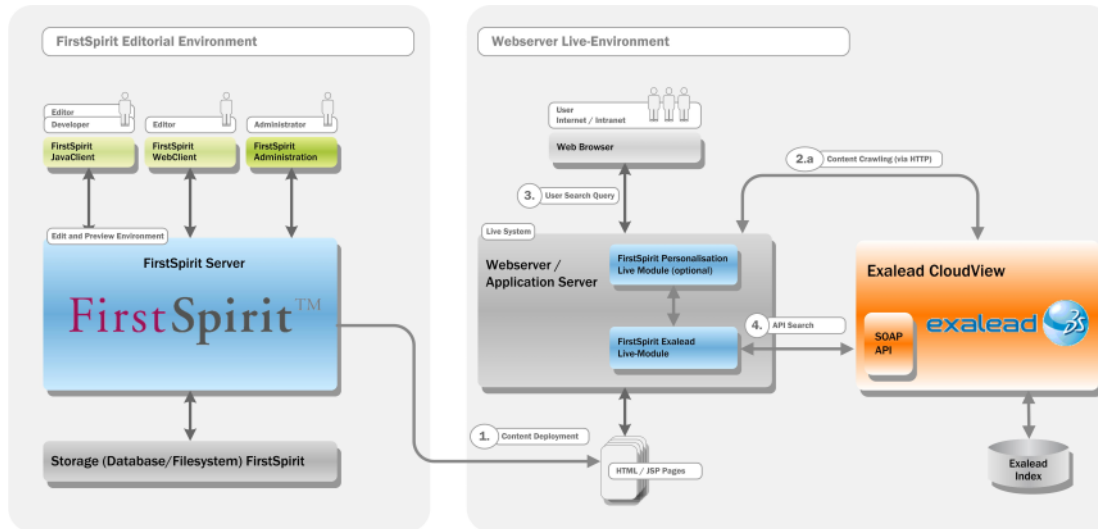 FirstSpirit Editorial Environment
Editor
Developer
FirstSpirit
JavaClient
Editor
FirstSpirit
WebClient
Administrator
FirstSpirit
Administration
Edit and Preview Environment
FirstSpirit Server
FirstSpirit™
Storage (Database/Filesystem) FirstSpirit
Webserver Live-Environment
User
Internet / Intranet
Web Browser
3. User Search Query
2.a Content Crawling (via HTTP)
Live System
Webserver /
Application Server
FirstSpirit Personalisation
Live Module (optional)
FirstSpirit Exalead
Live-Module
4. API Search
Exalead CloudView
exalead
SOAP
API
1. Content Deployment
HTML / JSP Pages
Exalead
Index